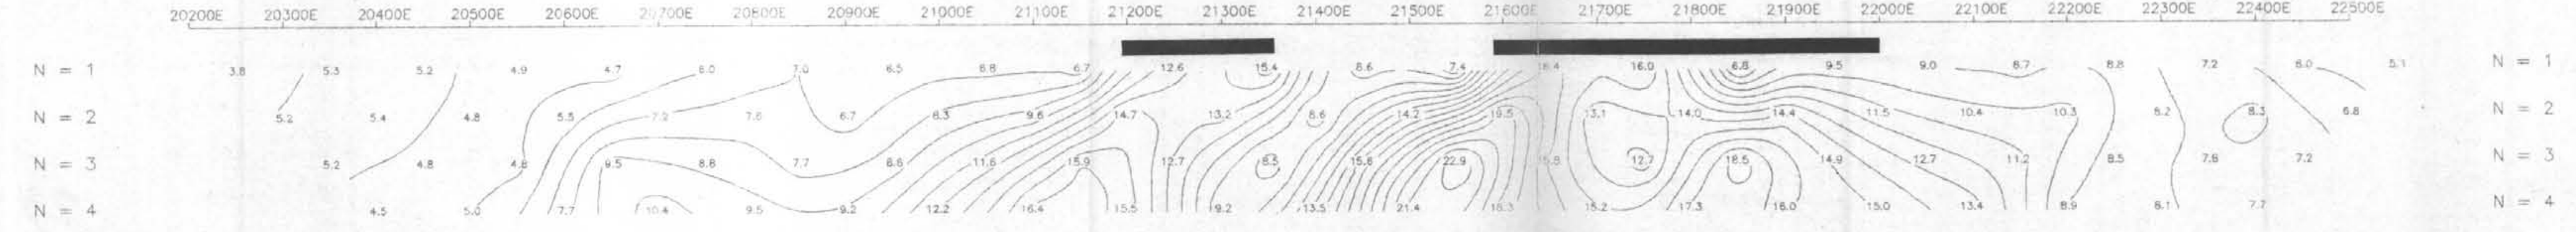 20200E 20300E 20400E 20500E 20600E 20700E 20800E 20900E 21000E 21100E 21200E 21300E 21400E 21500E 21600E 21700E 21800E 21900E 22000E 22100E 22200E 22300E 22400E 22500E
N = 1 3.8 5.3 5.2 4.9 4.7 6.0 7.0 6.5 6.8 6.7 12.6 15.4 8.6 7.4 16.4 16.0 6.8 9.5 9.0 8.7 8.8 7.2 6.0 5.1 N = 1
N = 2 5.2 5.4 4.8 5.5 7.2 7.6 6.7 8.3 9.6 14.7 13.2 8.6 14.2 19.5 13.1 14.0 14.4 11.5 10.4 10.3 8.2 8.3 6.8 N = 2
N = 3 5.2 4.8 4.8 9.5 8.8 7.7 8.6 11.6 15.9 12.7 8.5 15.6 22.9 12.7 18.5 14.9 12.7 11.2 8.5 7.8 7.2 N = 3
N = 4 4.5 5.0 7.7 10.4 9.5 9.2 12.2 16.4 15.5 9.2 13.5 21.4 18.3 15.2 17.3 16.0 15.0 13.4 8.9 8.1 7.7 N = 4